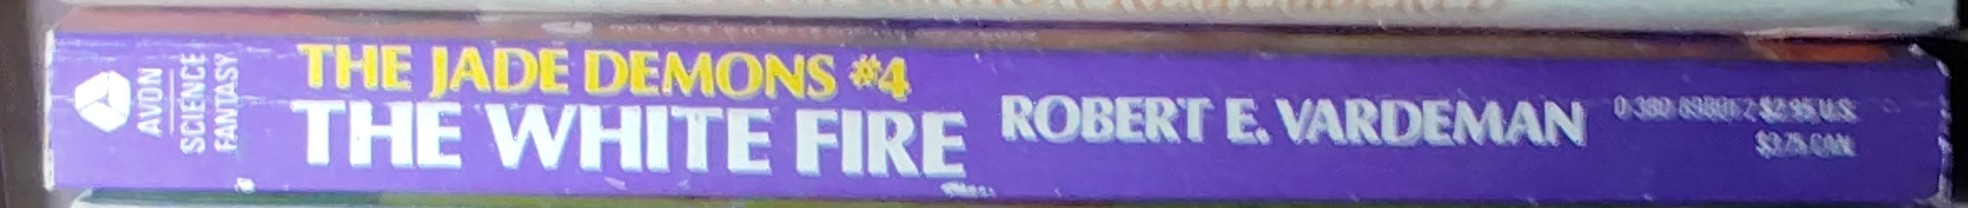 AVON
SCIENCE
FANTASY
THE JADE DEMONS #4
THE WHITE FIRE
ROBERT E. VARDEMAN
$2.95 U.S.
$3.75 CAN.